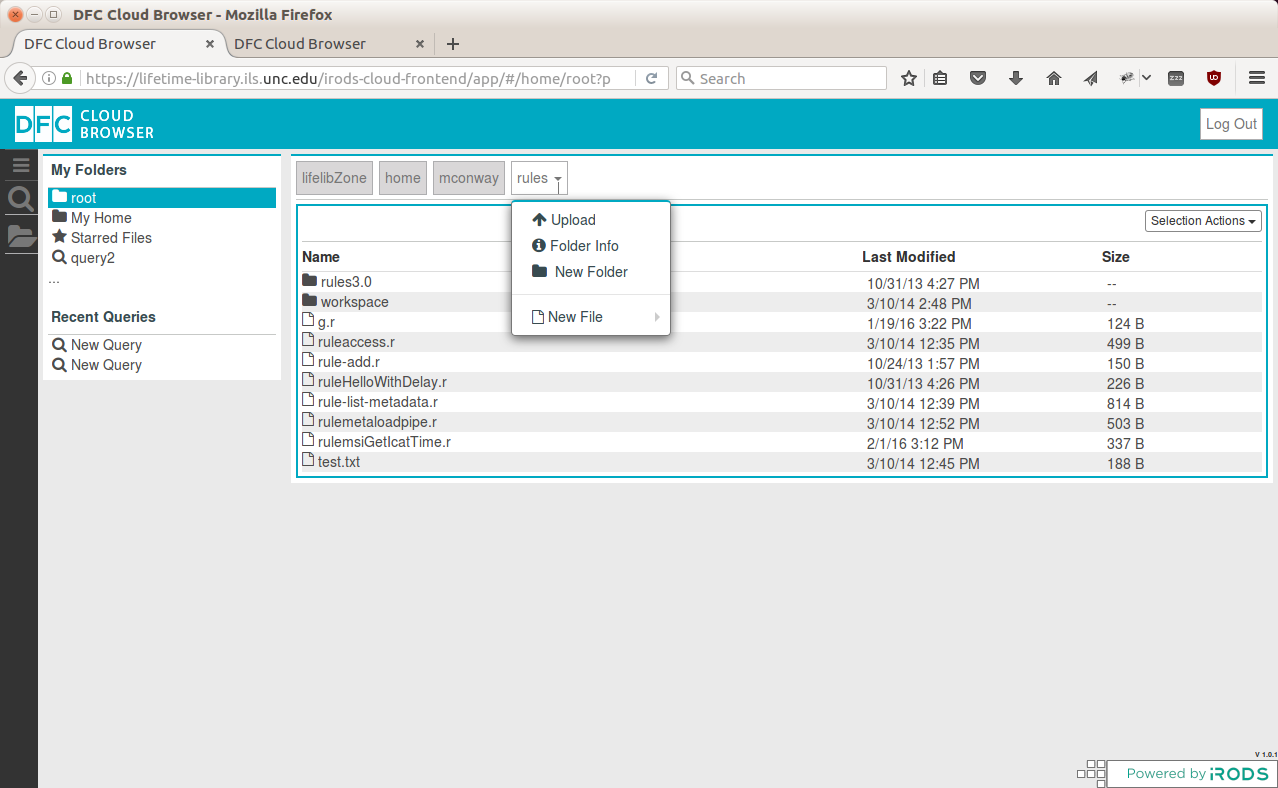 DFC Cloud Browser - Mozilla Firefox
DFC Cloud Browser × DFC Cloud Browser × +
https://lifetime-library.ils.unc.edu/irods-cloud-frontend/app/#/home/root?p Search zzz UD
DFC CLOUD BROWSER Log Out
My Folders
root
My Home
Starred Files
query2
...
Recent Queries
New Query
New Query
lifelibZone home mconway rules
Upload
Folder Info
New Folder
New File
Selection Actions
Name Last Modified Size
rules3.0 10/31/13 4:27 PM --
workspace 3/10/14 2:48 PM --
g.r 1/19/16 3:22 PM 124 B
ruleaccess.r 3/10/14 12:35 PM 499 B
rule-add.r 10/24/13 1:57 PM 150 B
ruleHelloWithDelay.r 10/31/13 4:26 PM 226 B
rule-list-metadata.r 3/10/14 12:39 PM 814 B
rulemetaloadpipe.r 3/10/14 12:52 PM 503 B
rulemsiGetIcatTime.r 2/1/16 3:12 PM 337 B
test.txt 3/10/14 12:45 PM 188 B
V 1.0.1
Powered by iRODS